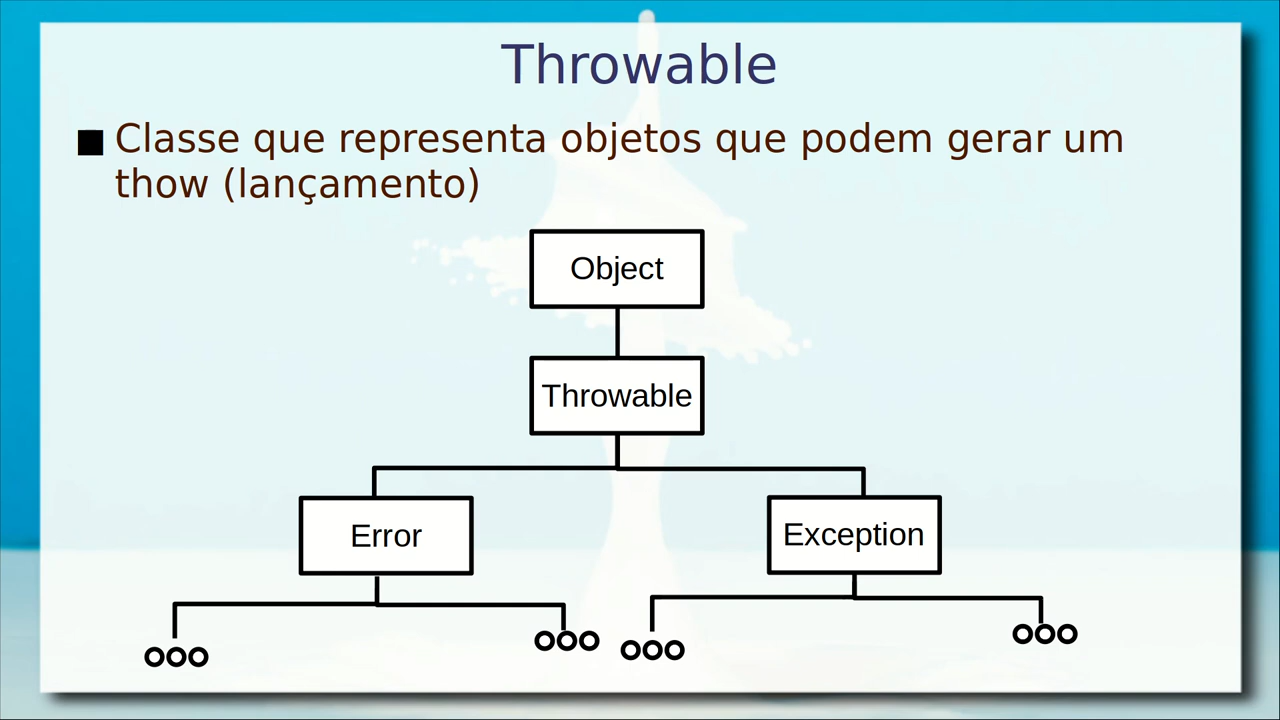 Throwable
Classe que representa objetos que podem gerar um
thow (lançamento)
Object
Throwable
Error
Exception